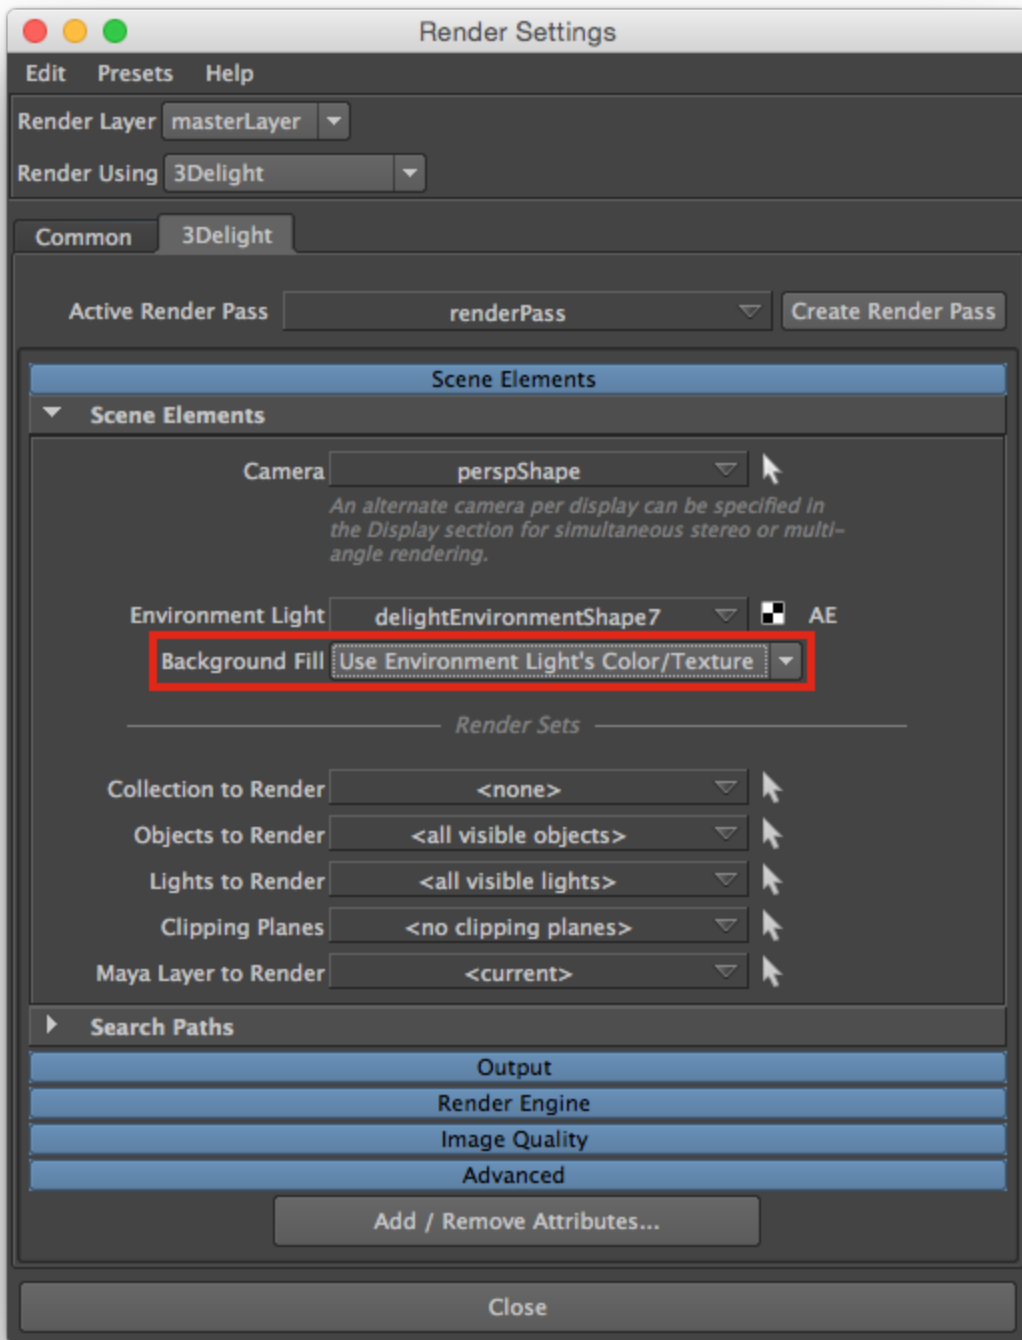 Render Settings
Edit Presets Help
Render Layer masterLayer
Render Using 3Delight
Common 3Delight
Active Render Pass renderPass Create Render Pass
Scene Elements
Scene Elements
Camera perspShape
An alternate camera per display can be specified in
the Display section for simultaneous stereo or multi-
angle rendering.
Environment Light delightEnvironmentShape7 AE
Background Fill Use Environment Light's Color/Texture
Render Sets
Collection to Render <none>
Objects to Render <all visible objects>
Lights to Render <all visible lights>
Clipping Planes <no clipping planes>
Maya Layer to Render <current>
Search Paths
Output
Render Engine
Image Quality
Advanced
Add / Remove Attributes...
Close